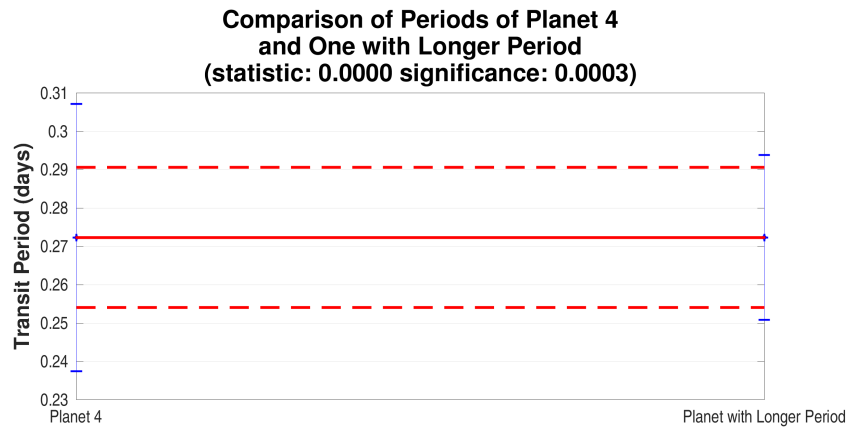 Comparison of Periods of Planet 4
and One with Longer Period
(statistic: 0.0000 significance: 0.0003)
Transit Period (days)
0.31
0.3
0.29
0.28
0.27
0.26
0.25
0.24
0.23
Planet 4
Planet with Longer Period